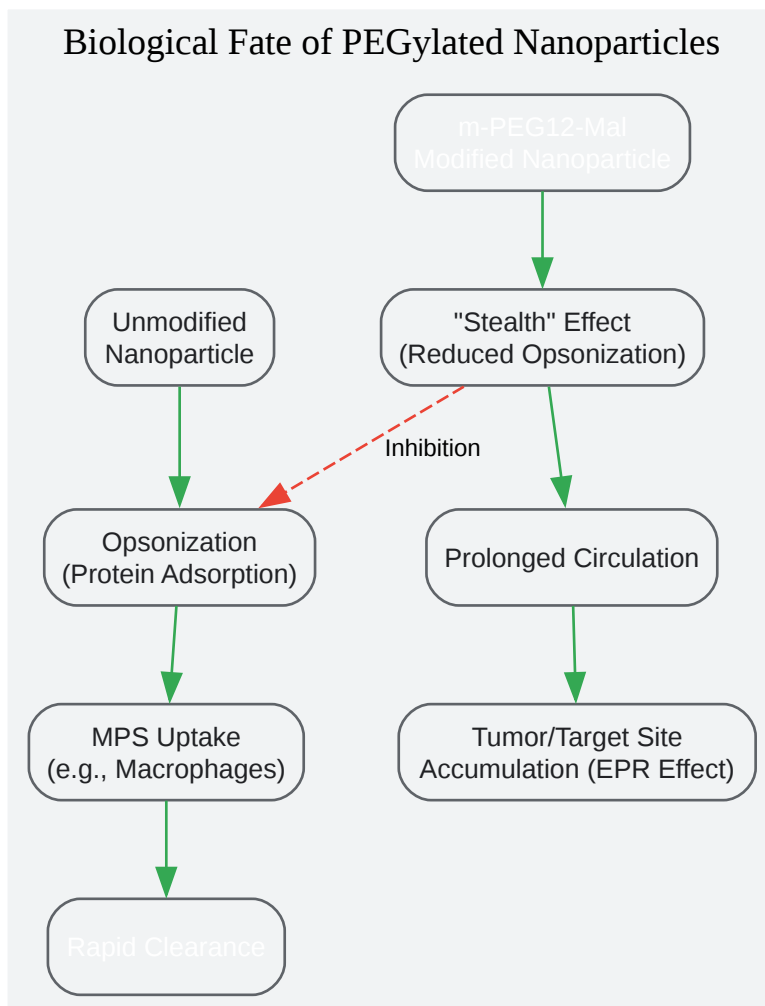 Biological Fate of PEGylated Nanoparticles
m-PEG12-Mal
Modified Nanoparticle
Unmodified
Nanoparticle
"Stealth" Effect
(Reduced Opsonization)
Inhibition
Opsonization
(Protein Adsorption)
Prolonged Circulation
MPS Uptake
(e.g., Macrophages)
Tumor/Target Site
Accumulation (EPR Effect)
Rapid Clearance